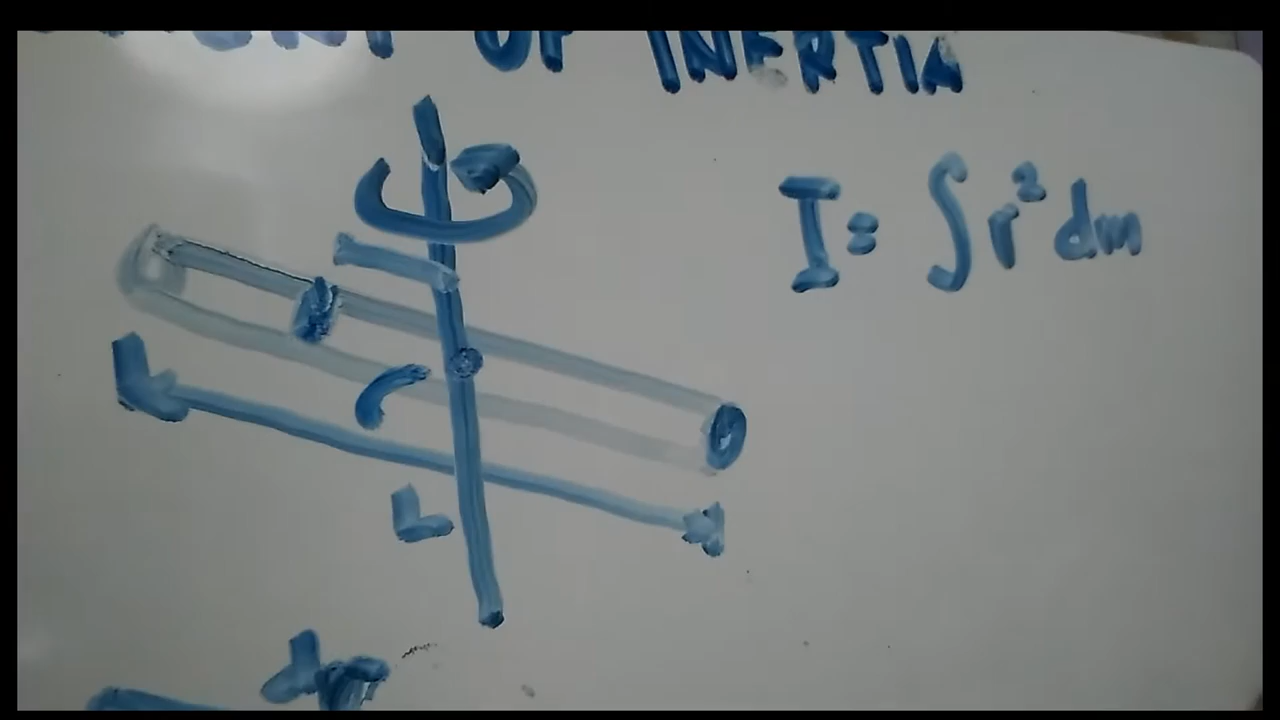 OF INERTIA
I = ∫r²dm
r
L